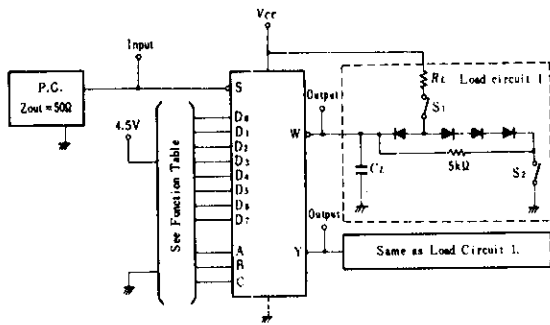 Vcc
Input
P.G.
Zout = 50Ω
4.5V
See Function Table
S
D0
D1
D2
D3
D4
D5
D6
D7
A
B
C
W
Y
Output
RL
Load circuit 1
S1
CL
5kΩ
S2
Output
Same as Load Circuit 1.